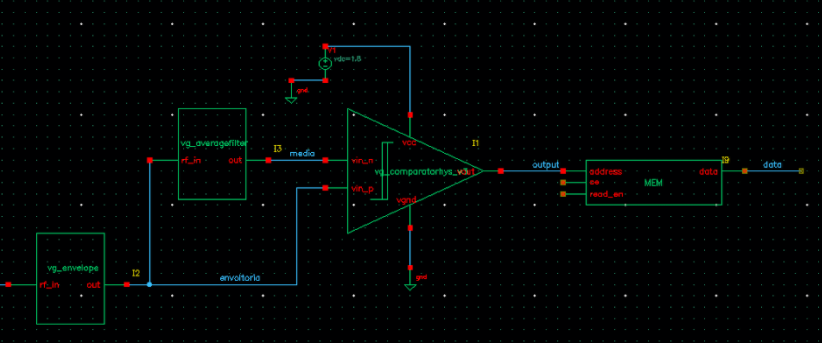 V1
vdc=1.8
gnd
vg_averagefilter
I3
rf_in
out
media
vcc
I1
vin_n
vin_p
vgnd
output
address
ce
read_en
MEM
data
I9
data
vg_envelope
I2
rf_in
out
envoltoria
gnd